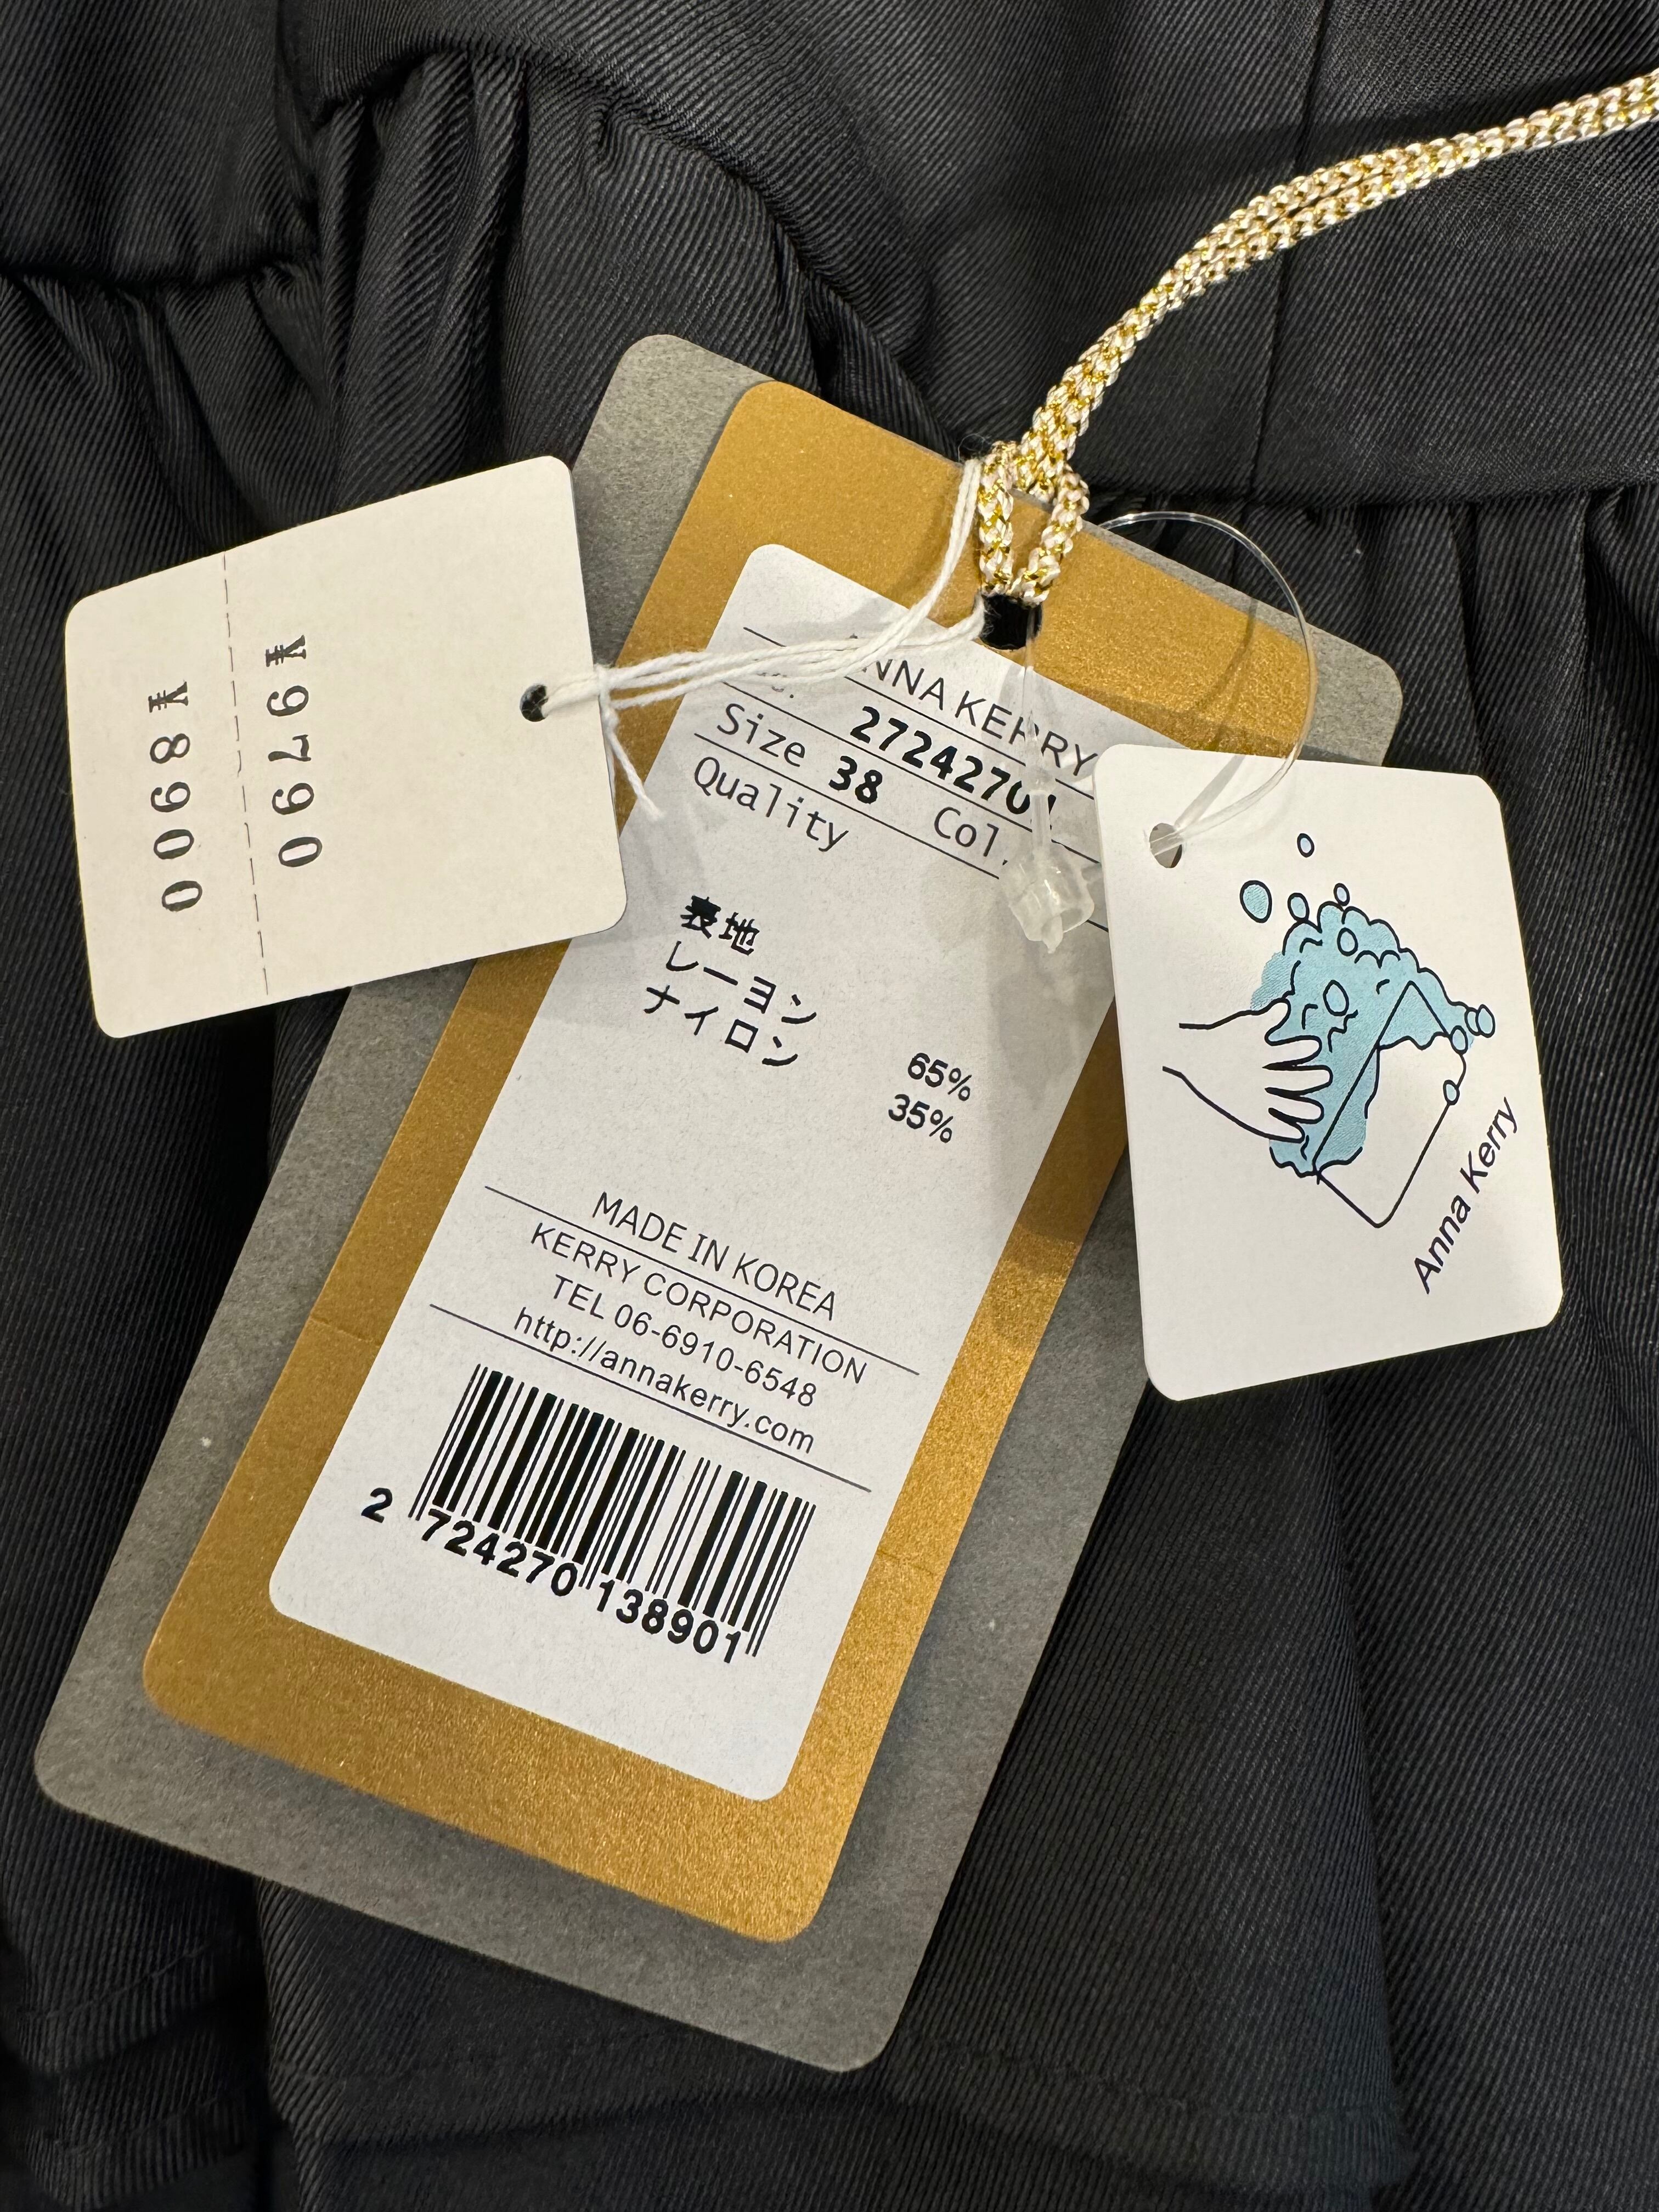 ¥9790
¥8900
ANNA KERRY
27242701
Size 38 Col.
Quality
表地
レーヨン 65%
ナイロン 35%
MADE IN KOREA
KERRY CORPORATION
TEL 06-6910-6548
http://annakerry.com
2 724270 138901
Anna Kerry